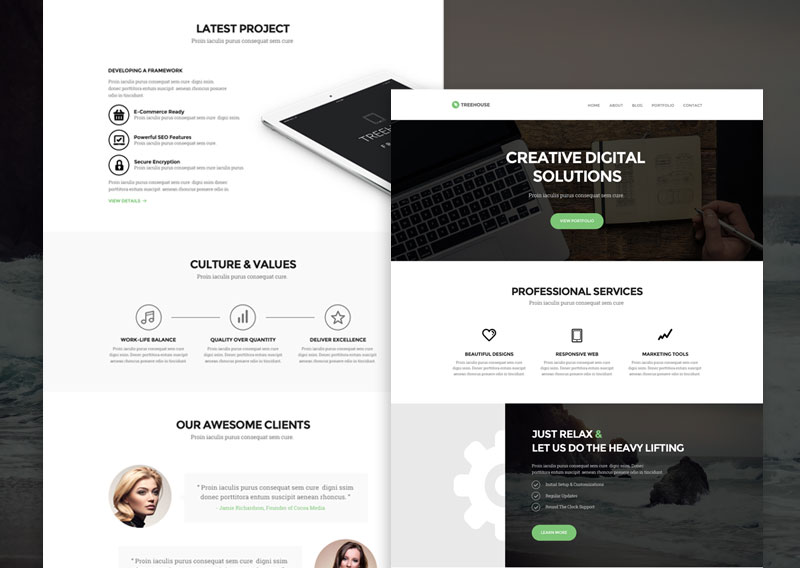 LATEST PROJECT
Proin iaculis purus consequat sem cure
DEVELOPING A FRAMEWORK
Proin iaculis purus consequat sem cure digni ssim
donec porttitora entum suscipit aenean rhoncus posuere
odio in tincidunt.
E-Commerce Ready
Proin iaculis purus consequat sem cure digni ssim.
Powerful SEO Features
Proin iaculis purus consequat sem cure.
Secure Encryption
Proin iaculis purus consequat sem cure iaculis purus.
Proin iaculis purus consequat sem cure digni ssim donec
porttitora entum suscipit aenean rhoncus posuere odio in.
VIEW DETAILS
CULTURE & VALUES
Proin iaculis purus consequat cure.
WORK-LIFE BALANCE
Proin iaculis purus consequat sem cure
digni ssim. Donec porttitora entum suscipit
aenean rhoncus posuere odio in tincidunt.
QUALITY OVER QUANTITY
Proin iaculis purus consequat sem cure
digni ssim. Donec porttitora entum suscipit
aenean rhoncus posuere odio in tincidunt.
DELIVER EXCELLENCE
Proin iaculis purus consequat sem cure
digni ssim. Donec porttitora entum suscipit
aenean rhoncus posuere odio in tincidunt.
OUR AWESOME CLIENTS
Proin iaculis purus consequat sem cure.
" Proin iaculis purus consequat sem cure digni ssim
donec porttitora entum suscipit aenean rhoncus. "
- Jamie Richardson, Founder of Covea Media
" Proin iaculis purus consequat sem cure digni ssim
TREEHOUSE
HOME ABOUT BLOG PORTFOLIO CONTACT
CREATIVE DIGITAL
SOLUTIONS
Proin iaculis purus consequat sem cure.
VIEW PORTFOLIO
PROFESSIONAL SERVICES
Proin iaculis purus consequat sem cure
BEAUTIFUL DESIGNS
Proin iaculis purus consequat sem cure
digni ssim. Donec porttitora entum suscipit
aenean rhoncus posuere odio in tincidunt.
RESPONSIVE WEB
Proin iaculis purus consequat sem cure
digni ssim. Donec porttitora entum suscipit
aenean rhoncus posuere odio in tincidunt.
MARKETING TOOLS
Proin iaculis purus consequat sem cure
digni ssim. Donec porttitora entum suscipit
aenean rhoncus posuere odio in tincidunt.
JUST RELAX &
LET US DO THE HEAVY LIFTING
Proin iaculis purus consequat sem cure digni ssim. Donec
porttitora entum suscipit aenean rhoncus posuere odio in tincidunt.
Initial Setup & Customizations
Regular Updates
Round The Clock Support
LEARN MORE